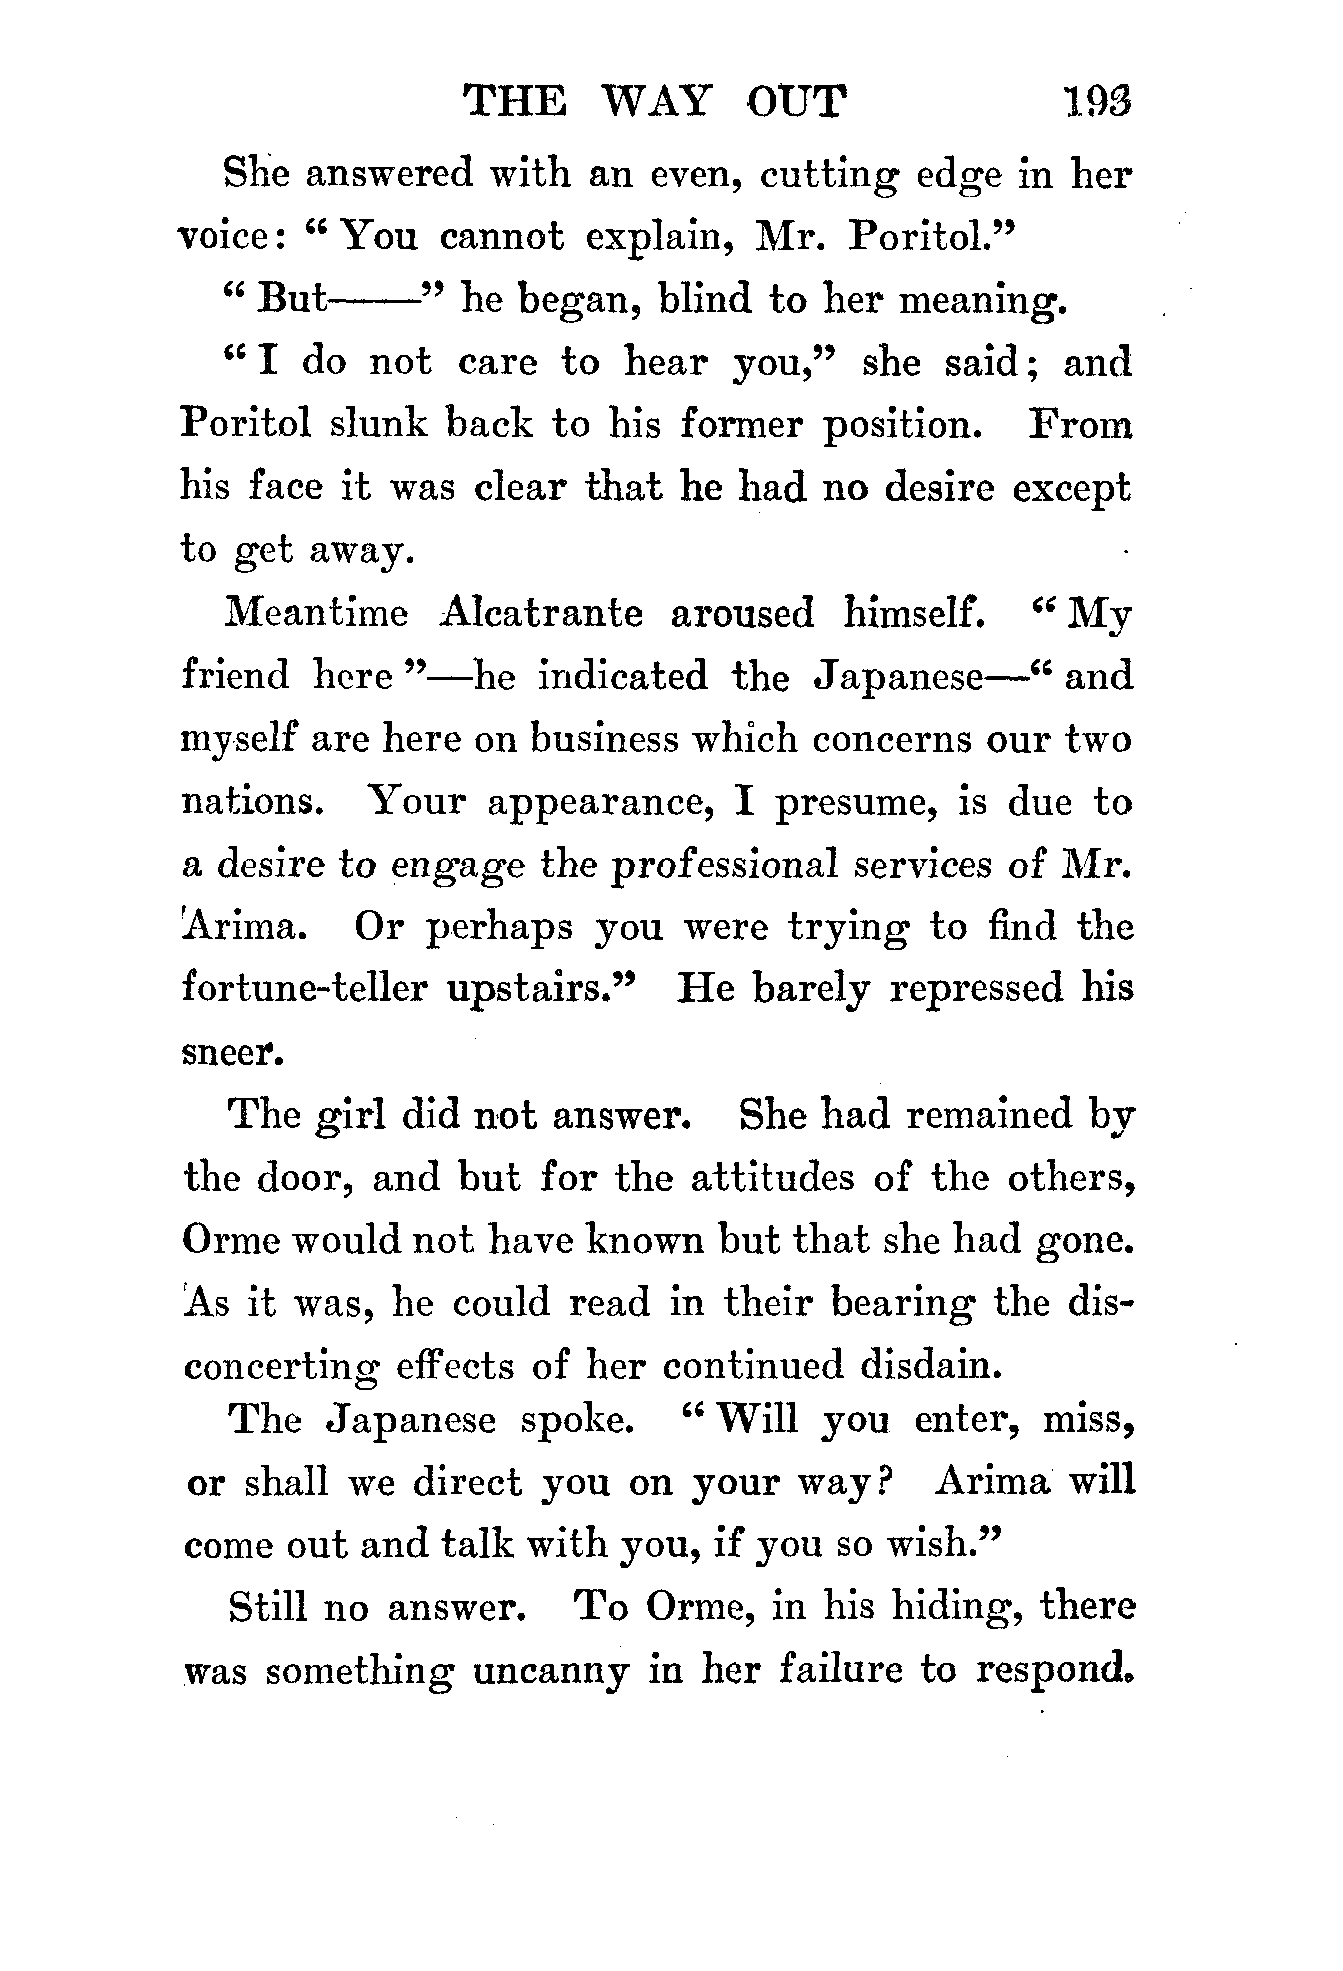 THE WAY OUT 193
She answered with an even, cutting edge in her
voice: “ You cannot explain, Mr. Poritol.”
“ But——” he began, blind to her meaning.
“ I do not care to hear you,” she said; and
Poritol slunk back to his former position. From
his face it was clear that he had no desire except
to get away.
Meantime Alcatrante aroused himself. “ My
friend here ”—he indicated the Japanese—“ and
myself are here on business which concerns our two
nations. Your appearance, I presume, is due to
a desire to engage the professional services of Mr.
Arima. Or perhaps you were trying to find the
fortune-teller upstairs.” He barely repressed his
sneer.
The girl did not answer. She had remained by
the door, and but for the attitudes of the others,
Orme would not have known but that she had gone.
As it was, he could read in their bearing the dis-
concerting effects of her continued disdain.
The Japanese spoke. “ Will you enter, miss,
or shall we direct you on your way? Arima will
come out and talk with you, if you so wish.”
Still no answer. To Orme, in his hiding, there
was something uncanny in her failure to respond.